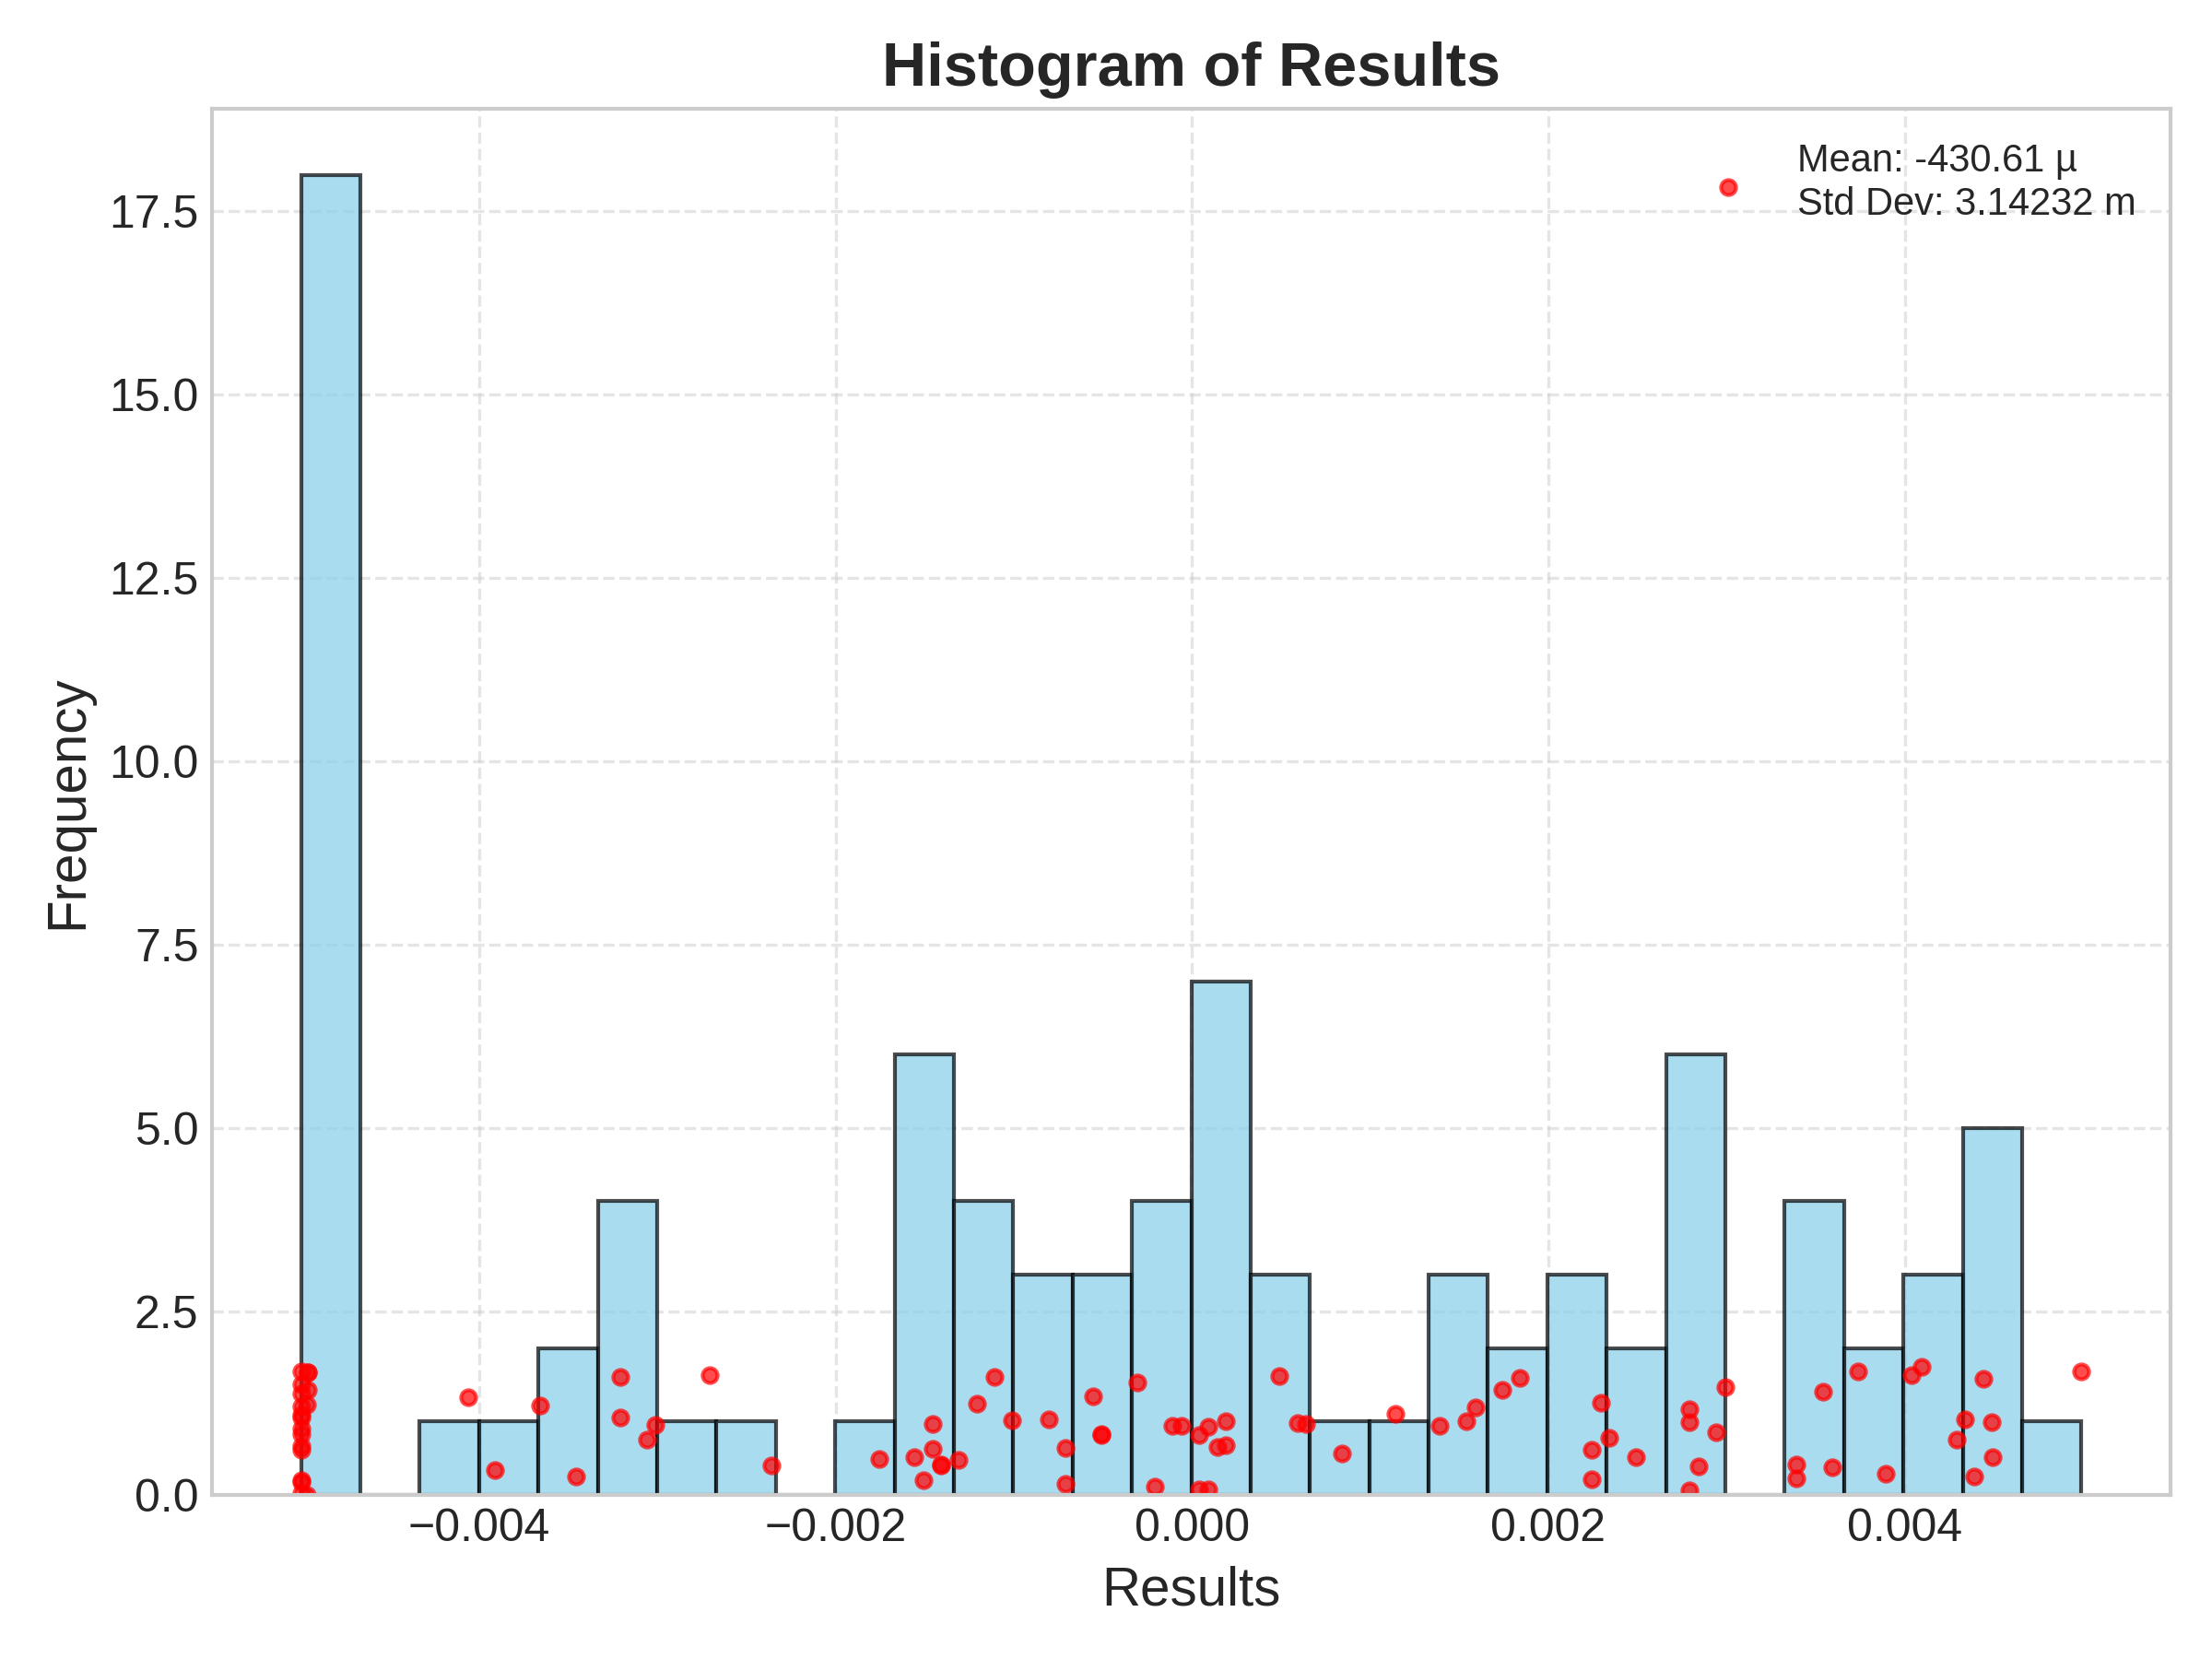 Histogram of Results
Mean: -430.61 µ
Std Dev: 3.14232 m
Frequency
17.5
15.0
12.5
10.0
7.5
5.0
2.5
0.0
−0.004
−0.002
0.000
0.002
0.004
Results